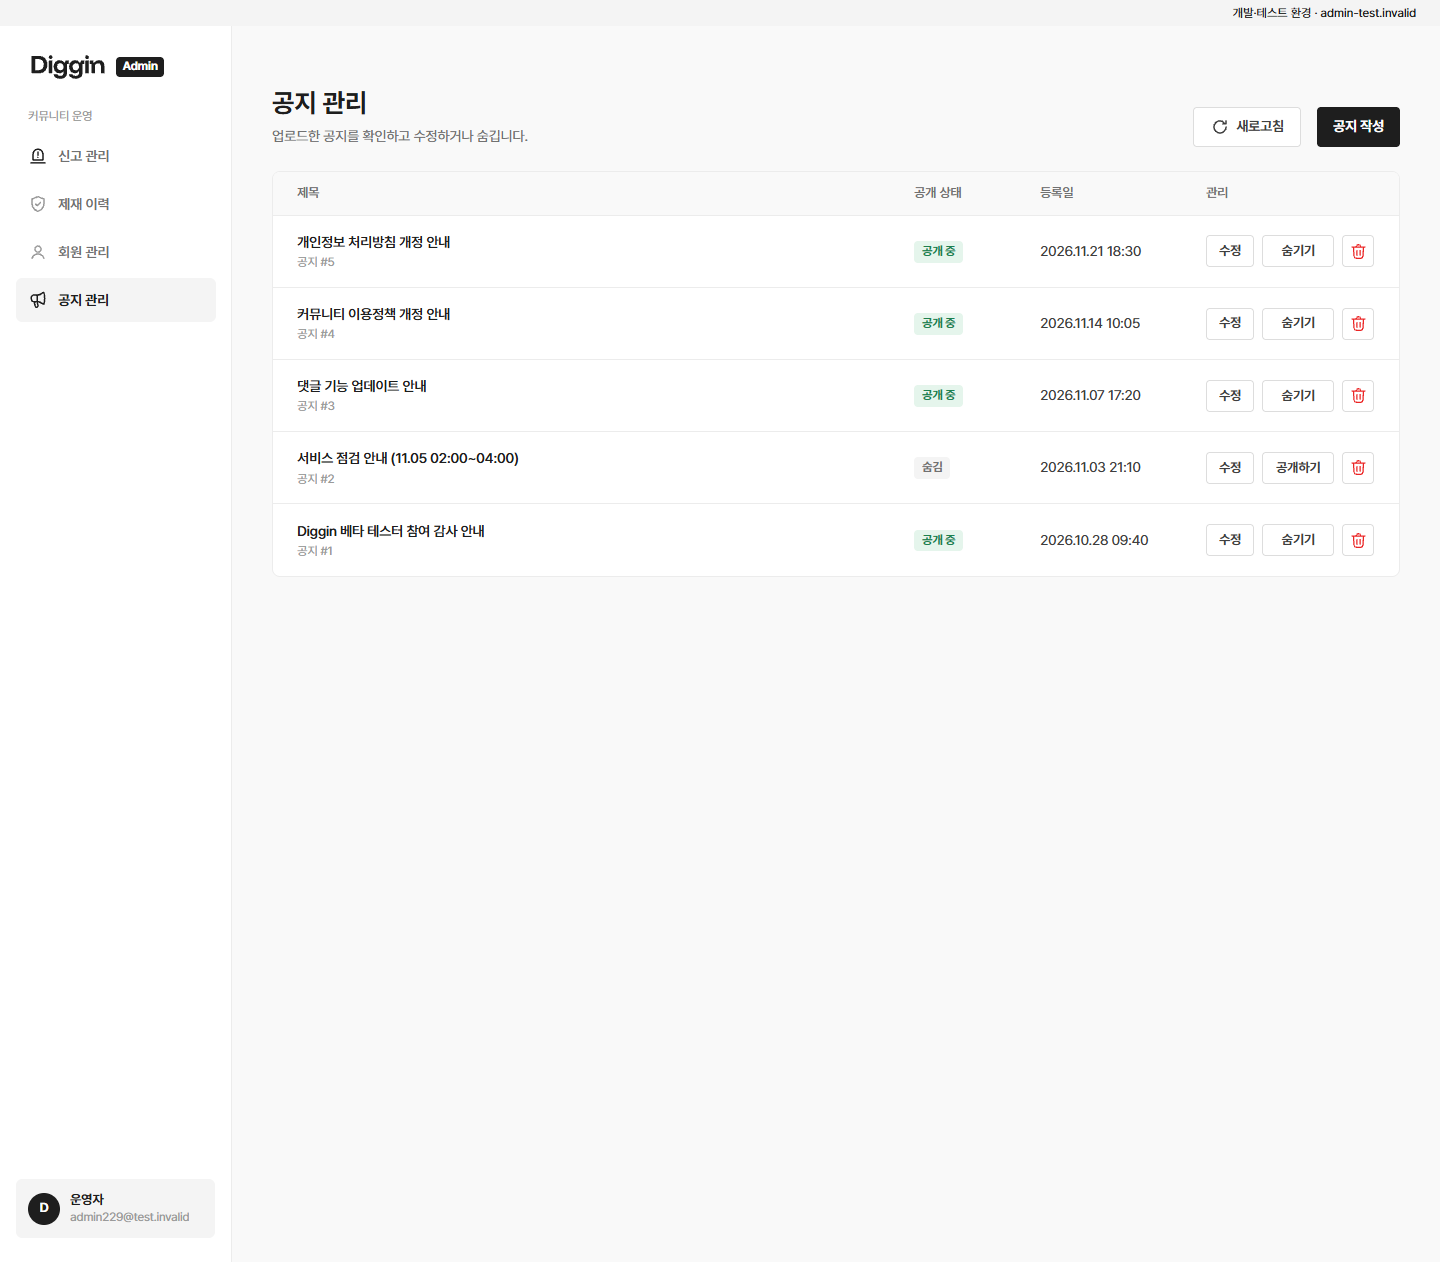 개발·테스트 환경 · admin-test.invalid
Diggin Admin
커뮤니티 운영
신고 관리
제재 이력
회원 관리
공지 관리
공지 관리
업로드한 공지를 확인하고 수정하거나 숨깁니다.
새로고침 공지 작성
제목 공개 상태 등록일 관리
개인정보 처리방침 개정 안내
공지 #5
공개 중 2026.11.21 18:30 수정 숨기기
커뮤니티 이용정책 개정 안내
공지 #4
공개 중 2026.11.14 10:05 수정 숨기기
댓글 기능 업데이트 안내
공지 #3
공개 중 2026.11.07 17:20 수정 숨기기
서비스 점검 안내 (11.05 02:00~04:00)
공지 #2
숨김 2026.11.03 21:10 수정 공개하기
Diggin 베타 테스터 참여 감사 안내
공지 #1
공개 중 2026.10.28 09:40 수정 숨기기
D
운영자
admin229@test.invalid